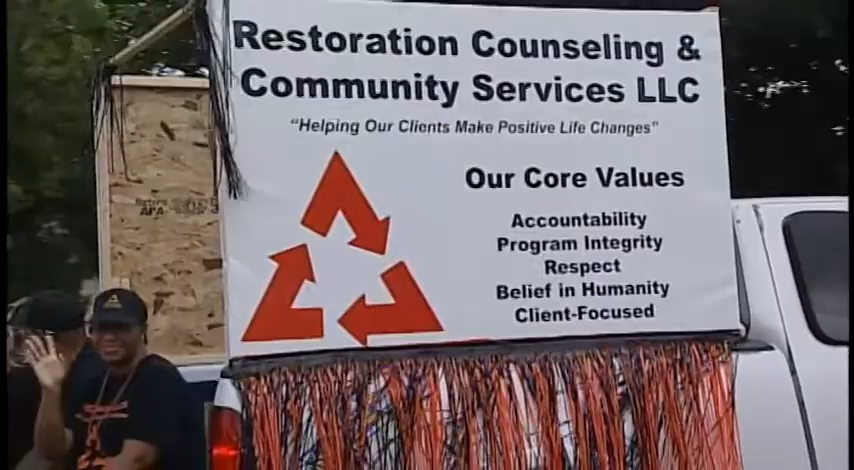 Restoration Counseling &
Community Services LLC
"Helping Our Clients Make Positive Life Changes"
Our Core Values
Accountability
Program Integrity
Respect
Belief in Humanity
Client-Focused
APA